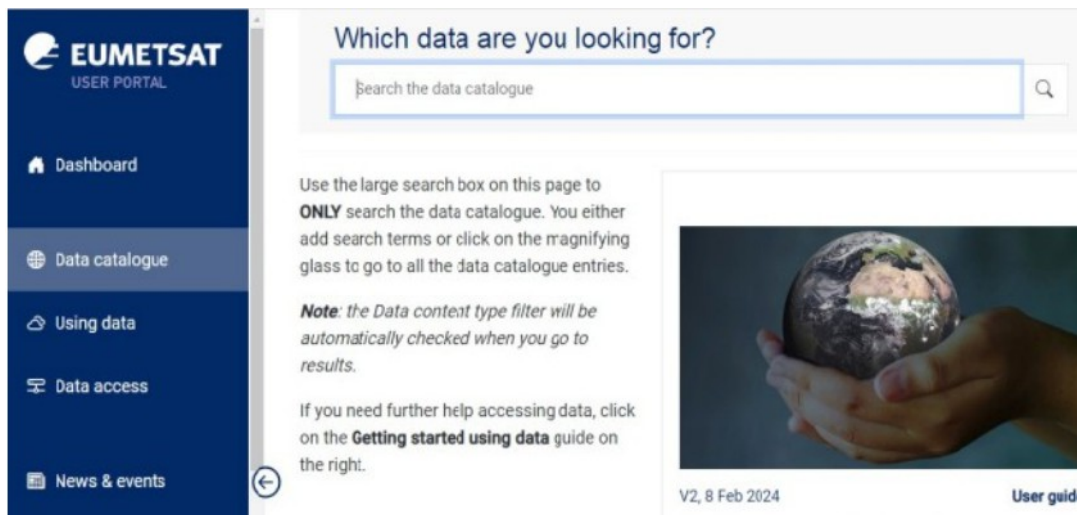 EUMETSAT
USER PORTAL
Dashboard
Data catalogue
Using data
Data access
News & events
Which data are you looking for?
Search the data catalogue
Use the large search box on this page to
ONLY search the data catalogue. You either
add search terms or click on the magnifying
glass to go to all the data catalogue entries.
Note: the Data content type filter will be
automatically checked when you go to
results.
If you need further help accessing data, click
on the Getting started using data guide on
the right.
V2, 8 Feb 2024
User guid